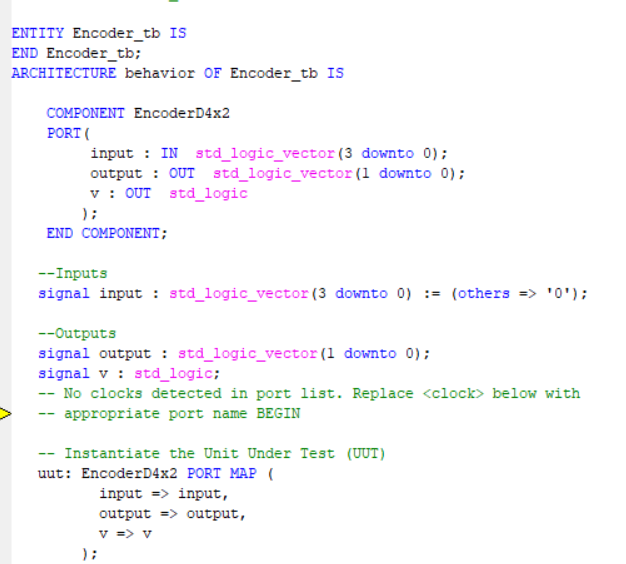 ENTITY Encoder_tb IS
END Encoder_tb;
ARCHITECTURE behavior OF Encoder_tb IS
COMPONENT EncoderD4x2
PORT(
input : IN std_logic_vector(3 downto 0);
output : OUT std_logic_vector(1 downto 0);
v : OUT std_logic
);
END COMPONENT;
--Inputs
signal input : std_logic_vector(3 downto 0) := (others => '0');
--Outputs
signal output : std_logic_vector(1 downto 0);
signal v : std_logic;
-- No clocks detected in port list. Replace <clock> below with
-- appropriate port name BEGIN
-- Instantiate the Unit Under Test (UUT)
uut: EncoderD4x2 PORT MAP (
input => input,
output => output,
v => v
);